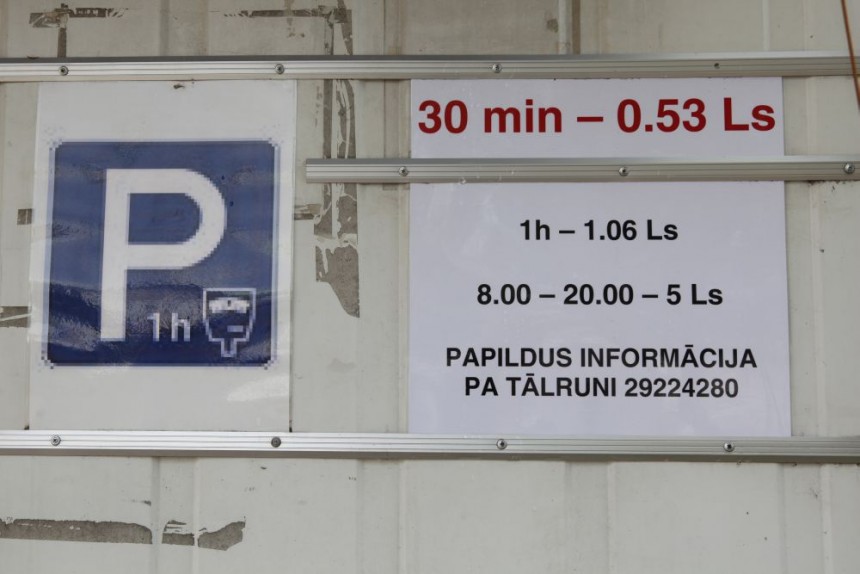 P
1h
30 min – 0.53 Ls
1h – 1.06 Ls
8.00 – 20.00 – 5 Ls
PAPILDUS INFORMĀCIJA
PA TĀLRUNI 29224280